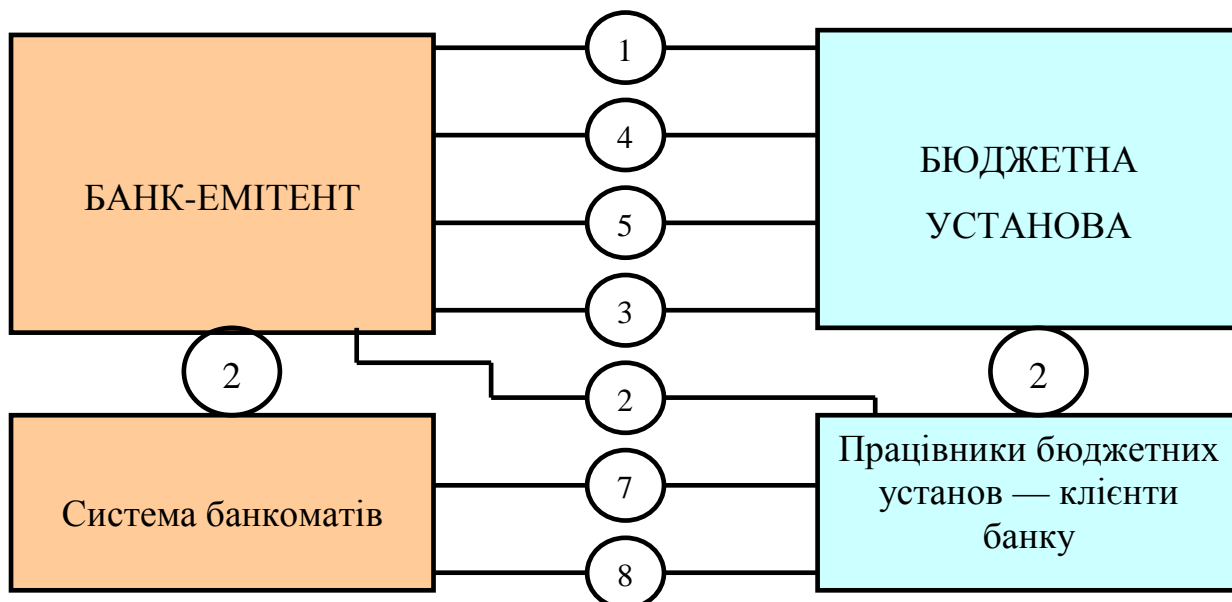 1
БАНК-ЕМІТЕНТ
4
5
3
БЮДЖЕТНА
УСТАНОВА
2
2
2
Система банкоматів
7
8
Працівники бюджетних
установ — клієнти
банку